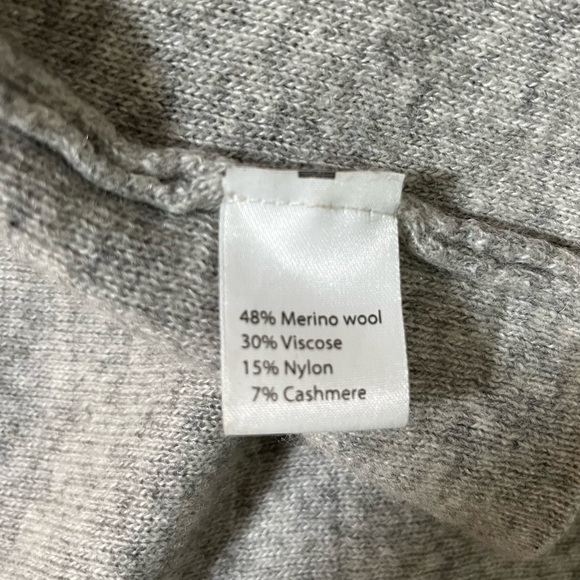 48% Merino wool
30% Viscose
15% Nylon
7% Cashmere